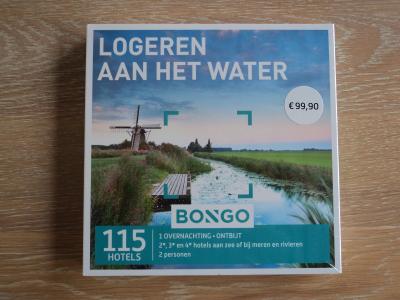 LOGEREN
AAN HET WATER
€ 99,90
BONGO
115
HOTELS
1 OVERNACHTING • ONTBIJT
2*, 3* en 4* hotels aan zee of bij meren en rivieren
2 personen